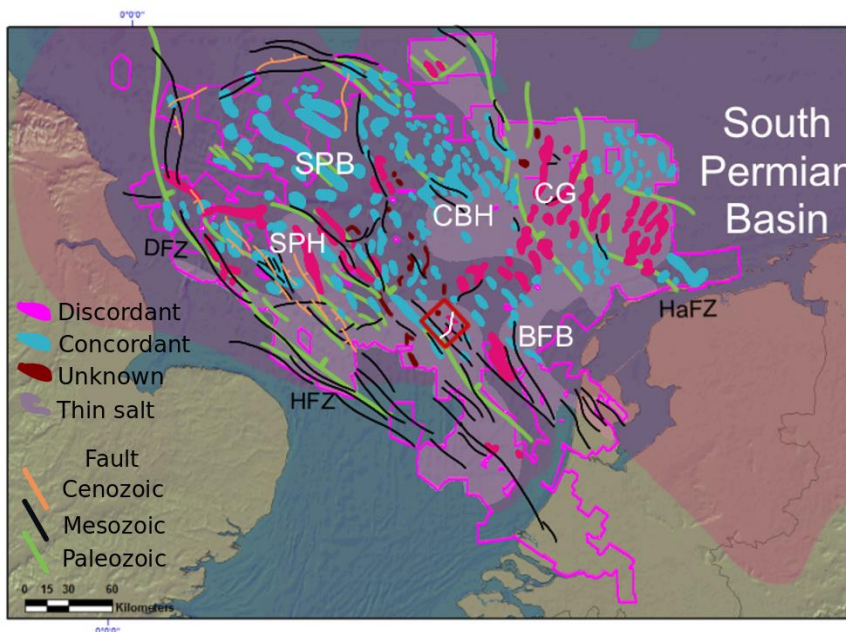 0°0'0"
South
Permian
Basin
SPB
CG
CBH
SPH
DFZ
HaFZ
BFB
HFZ
Discordant
Concordant
Unknown
Thin salt
Fault
Cenozoic
Mesozoic
Paleozoic
0 15 30 60
Kilometers
0°0'0"